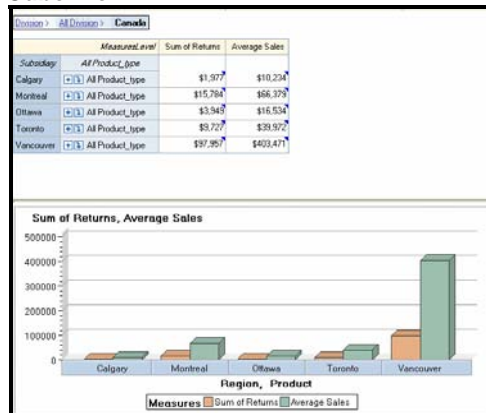 Division > All Division > Canada
MeasuresLevel Sum of Returns Average Sales
Subsidiary All Product_type
Calgary All Product_type $1,977 $10,234
Montreal All Product_type $15,784 $66,379
Ottawa All Product_type $3,949 $16,534
Toronto All Product_type $9,727 $39,972
Vancouver All Product_type $97,957 $403,471
Sum of Returns, Average Sales
500000
400000
300000
200000
100000
0
Calgary Montreal Ottawa Toronto Vancouver
Region, Product
Measures Sum of Returns Average Sales